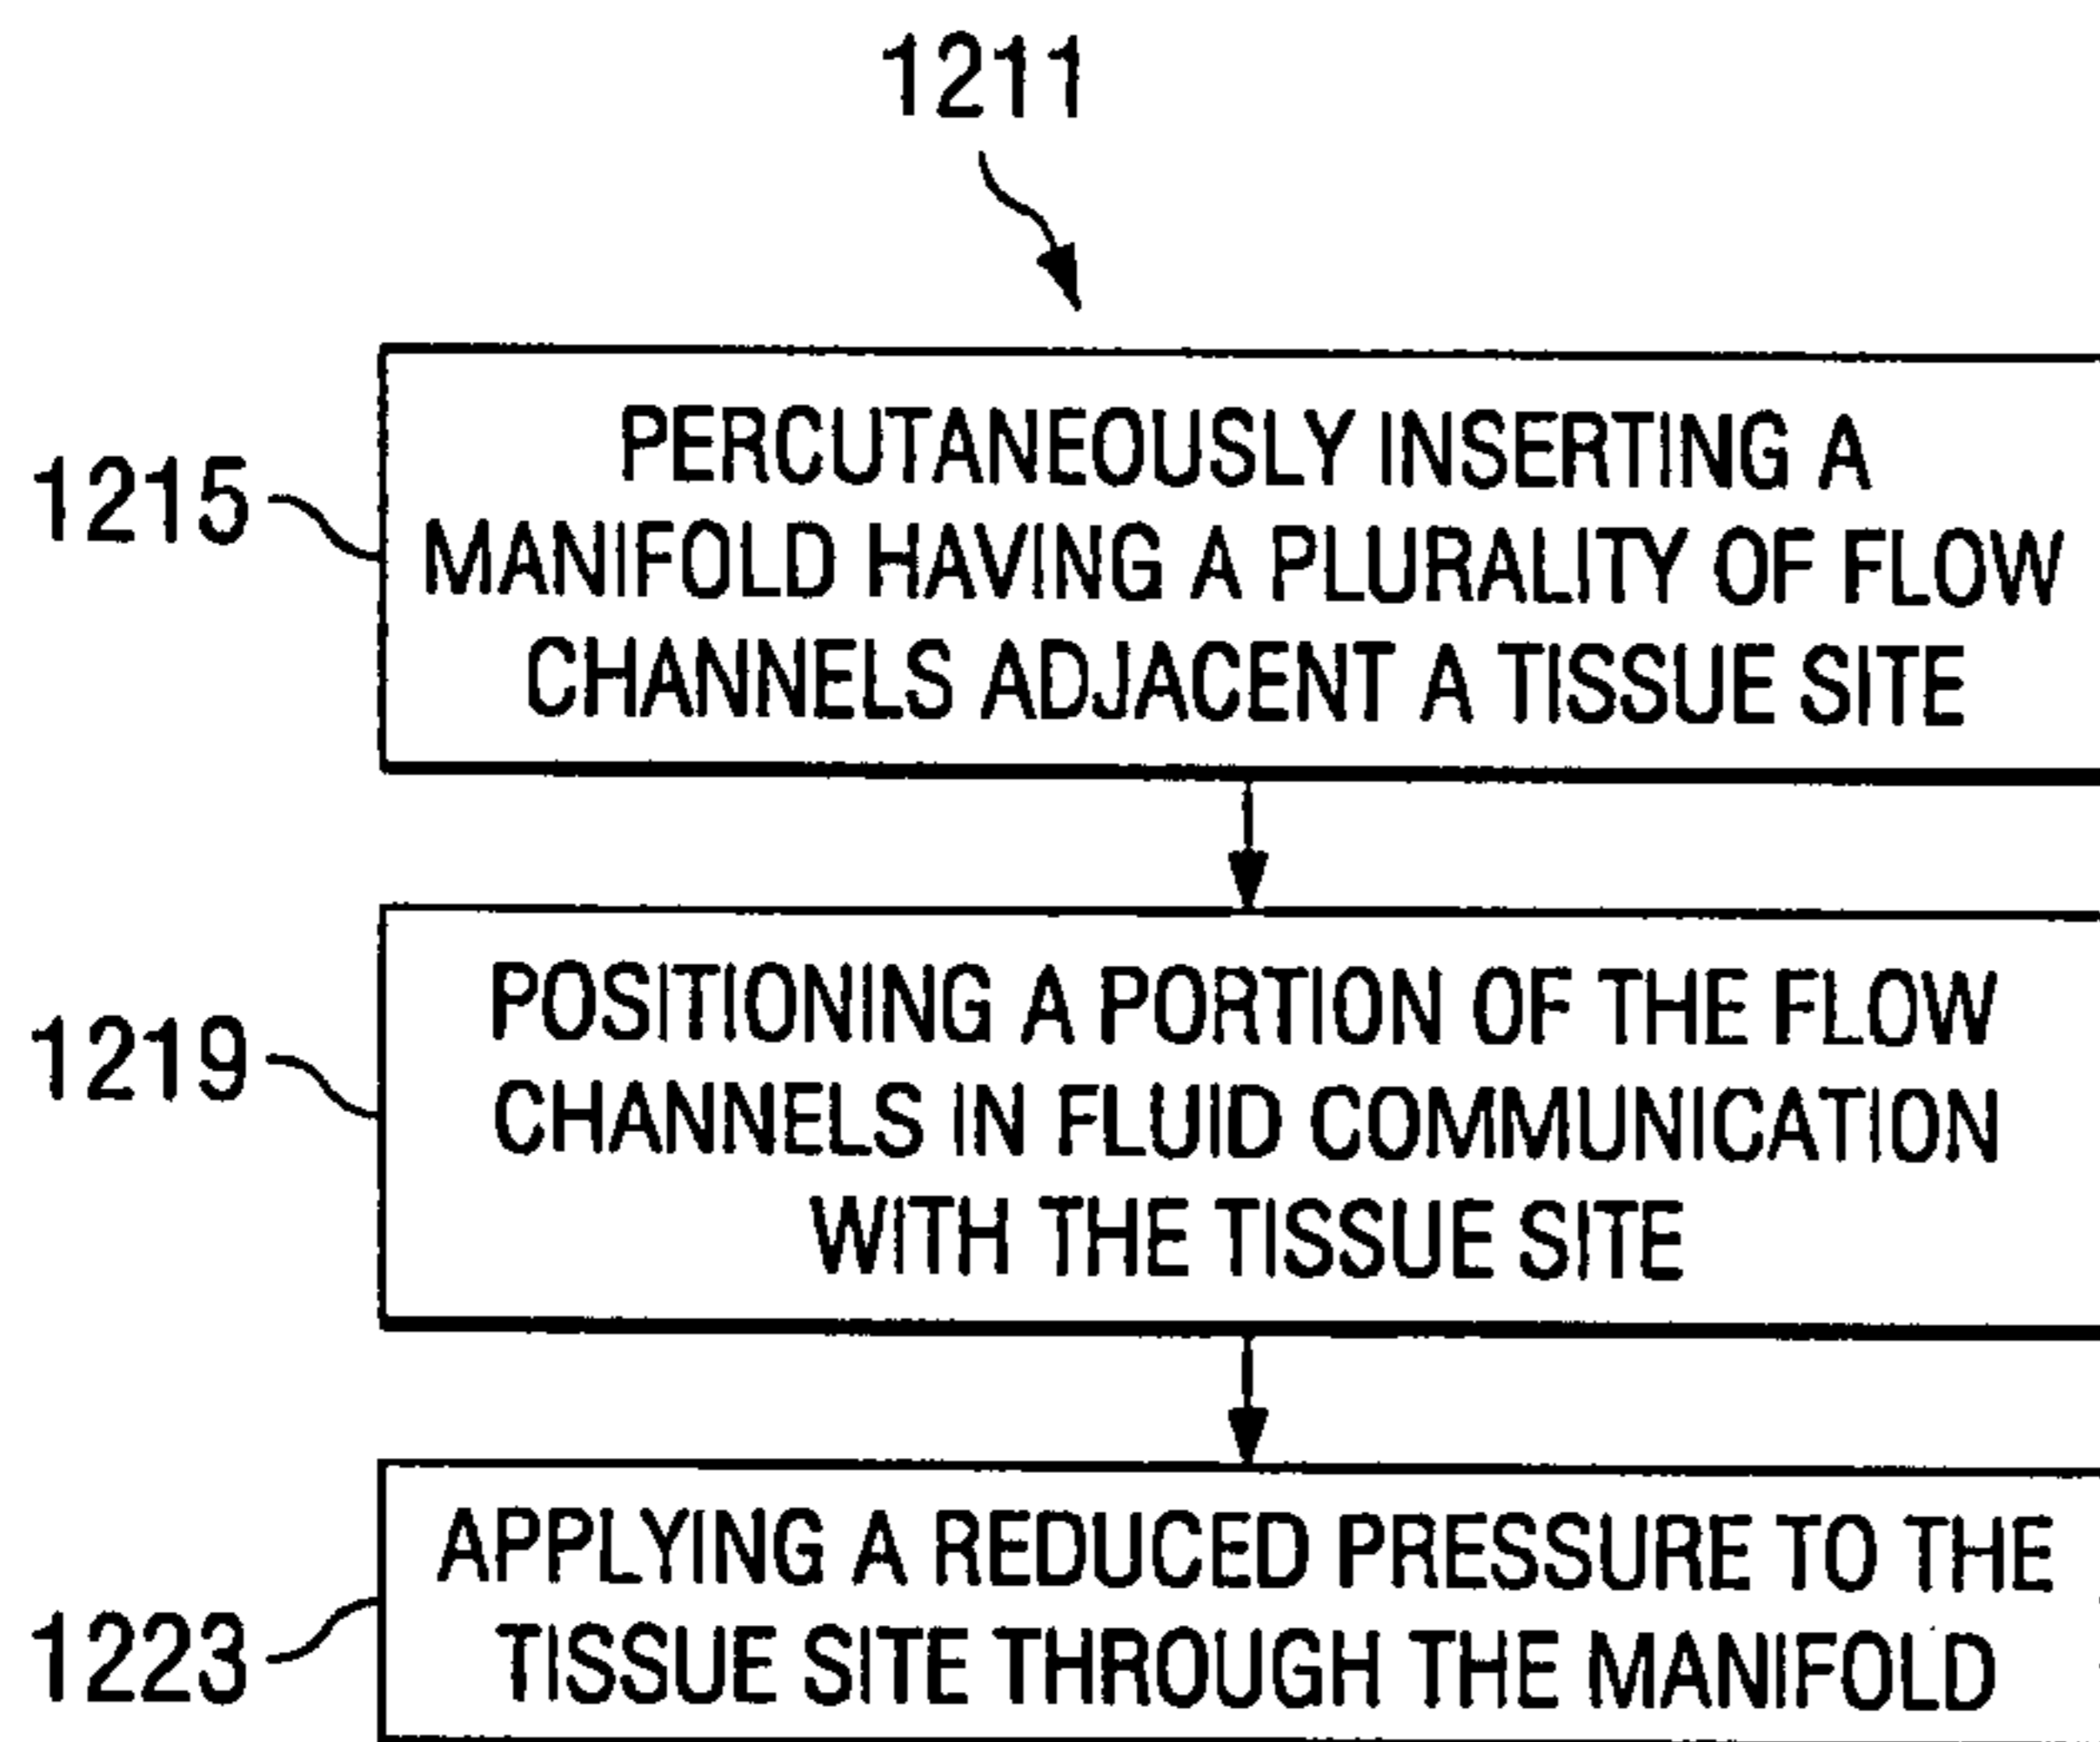 1211
1215
PERCUTANEOUSLY INSERTING A
MANIFOLD HAVING A PLURALITY OF FLOW
CHANNELS ADJACENT A TISSUE SITE
1219
POSITIONING A PORTION OF THE FLOW
CHANNELS IN FLUID COMMUNICATION
WITH THE TISSUE SITE
1223
APPLYING A REDUCED PRESSURE TO THE
TISSUE SITE THROUGH THE MANIFOLD